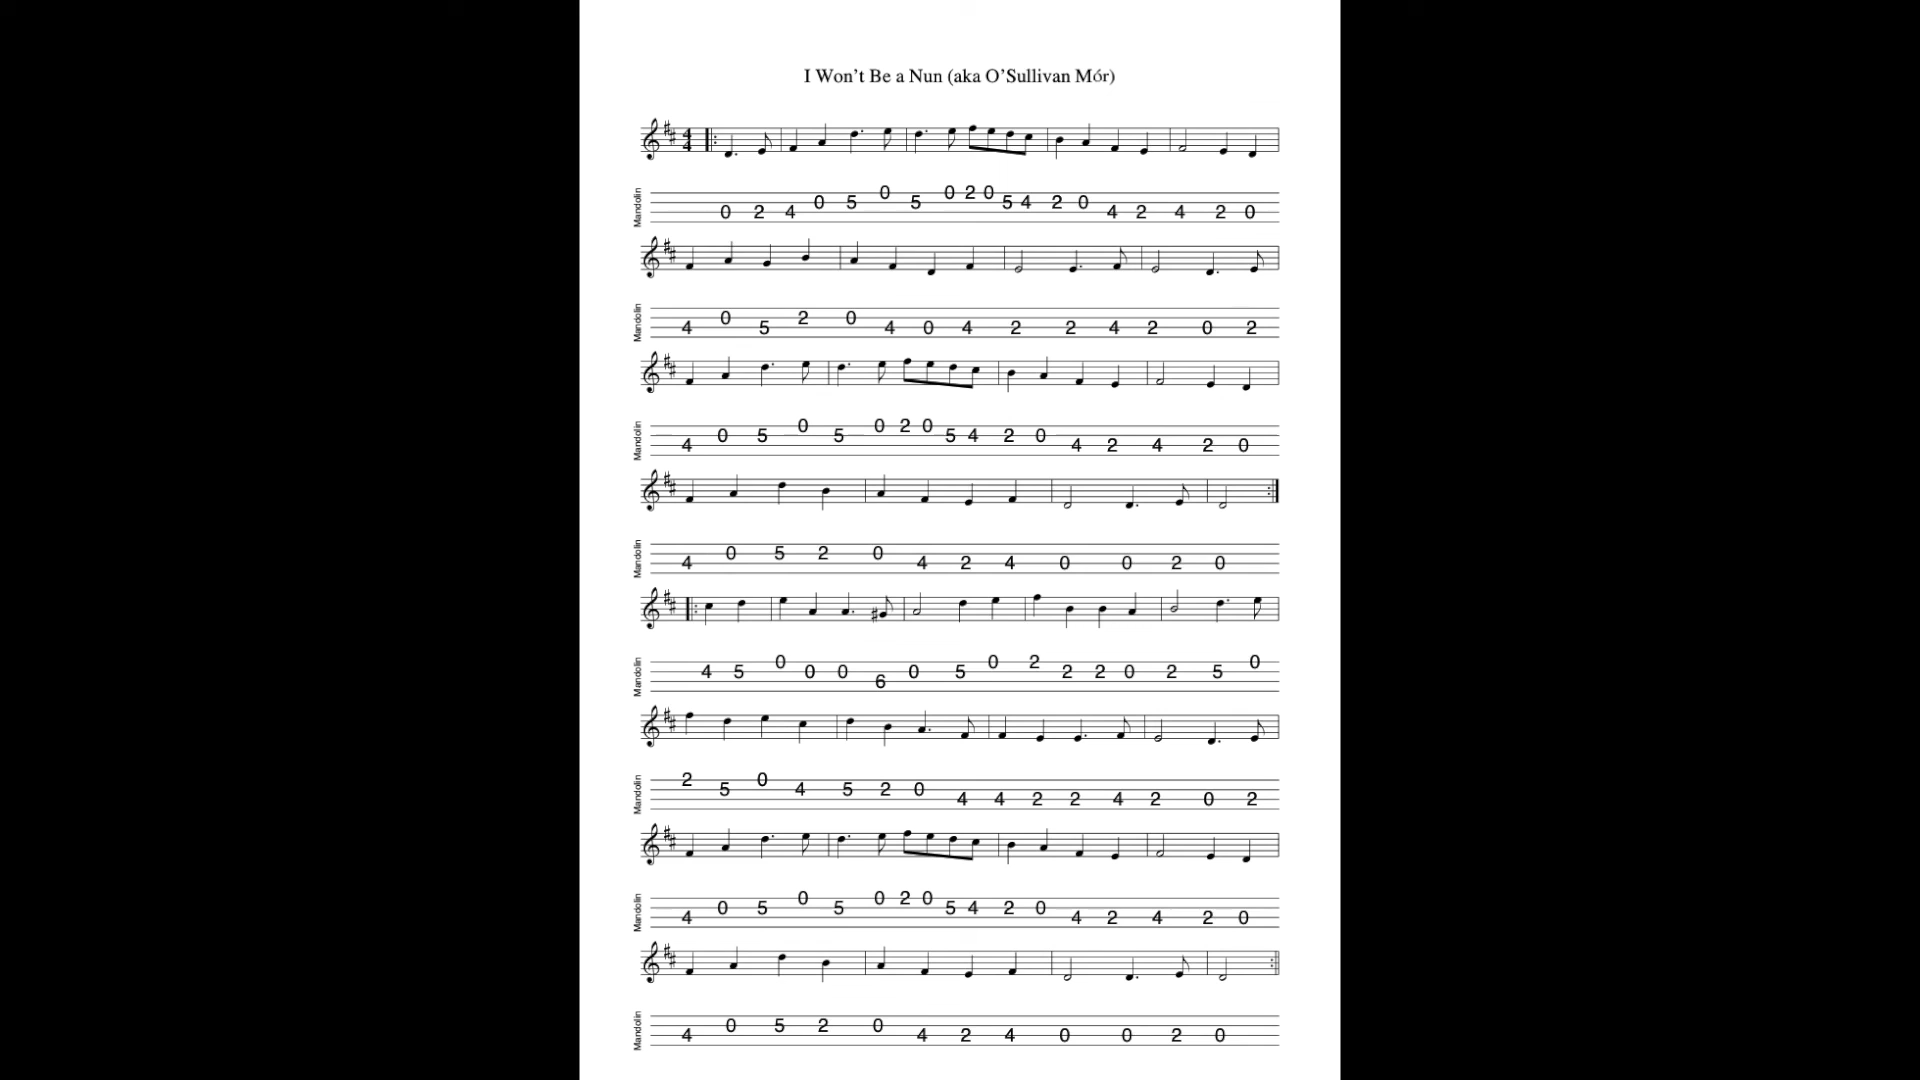 I Won't Be a Nun (aka O'Sullivan Mór)
4
4
Mandolin
0 2 4 0 5 0 5 0 2 0 5 4 2 0 4 2 4 2 0
Mandolin
4 0 5 2 0 4 0 4 2 2 4 2 0 2
Mandolin
4 0 5 0 5 0 2 0 5 4 2 0 4 2 4 2 0
Mandolin
4 0 5 2 0 4 2 4 0 0 2 0
Mandolin
4 5 0 0 0 6 0 5 0 2 2 2 0 2 5 0
Mandolin
2 5 0 4 5 2 0 4 4 2 2 4 2 0 2
Mandolin
4 0 5 0 5 0 2 0 5 4 2 0 4 2 4 2 0
Mandolin
4 0 5 2 0 4 2 4 0 0 2 0